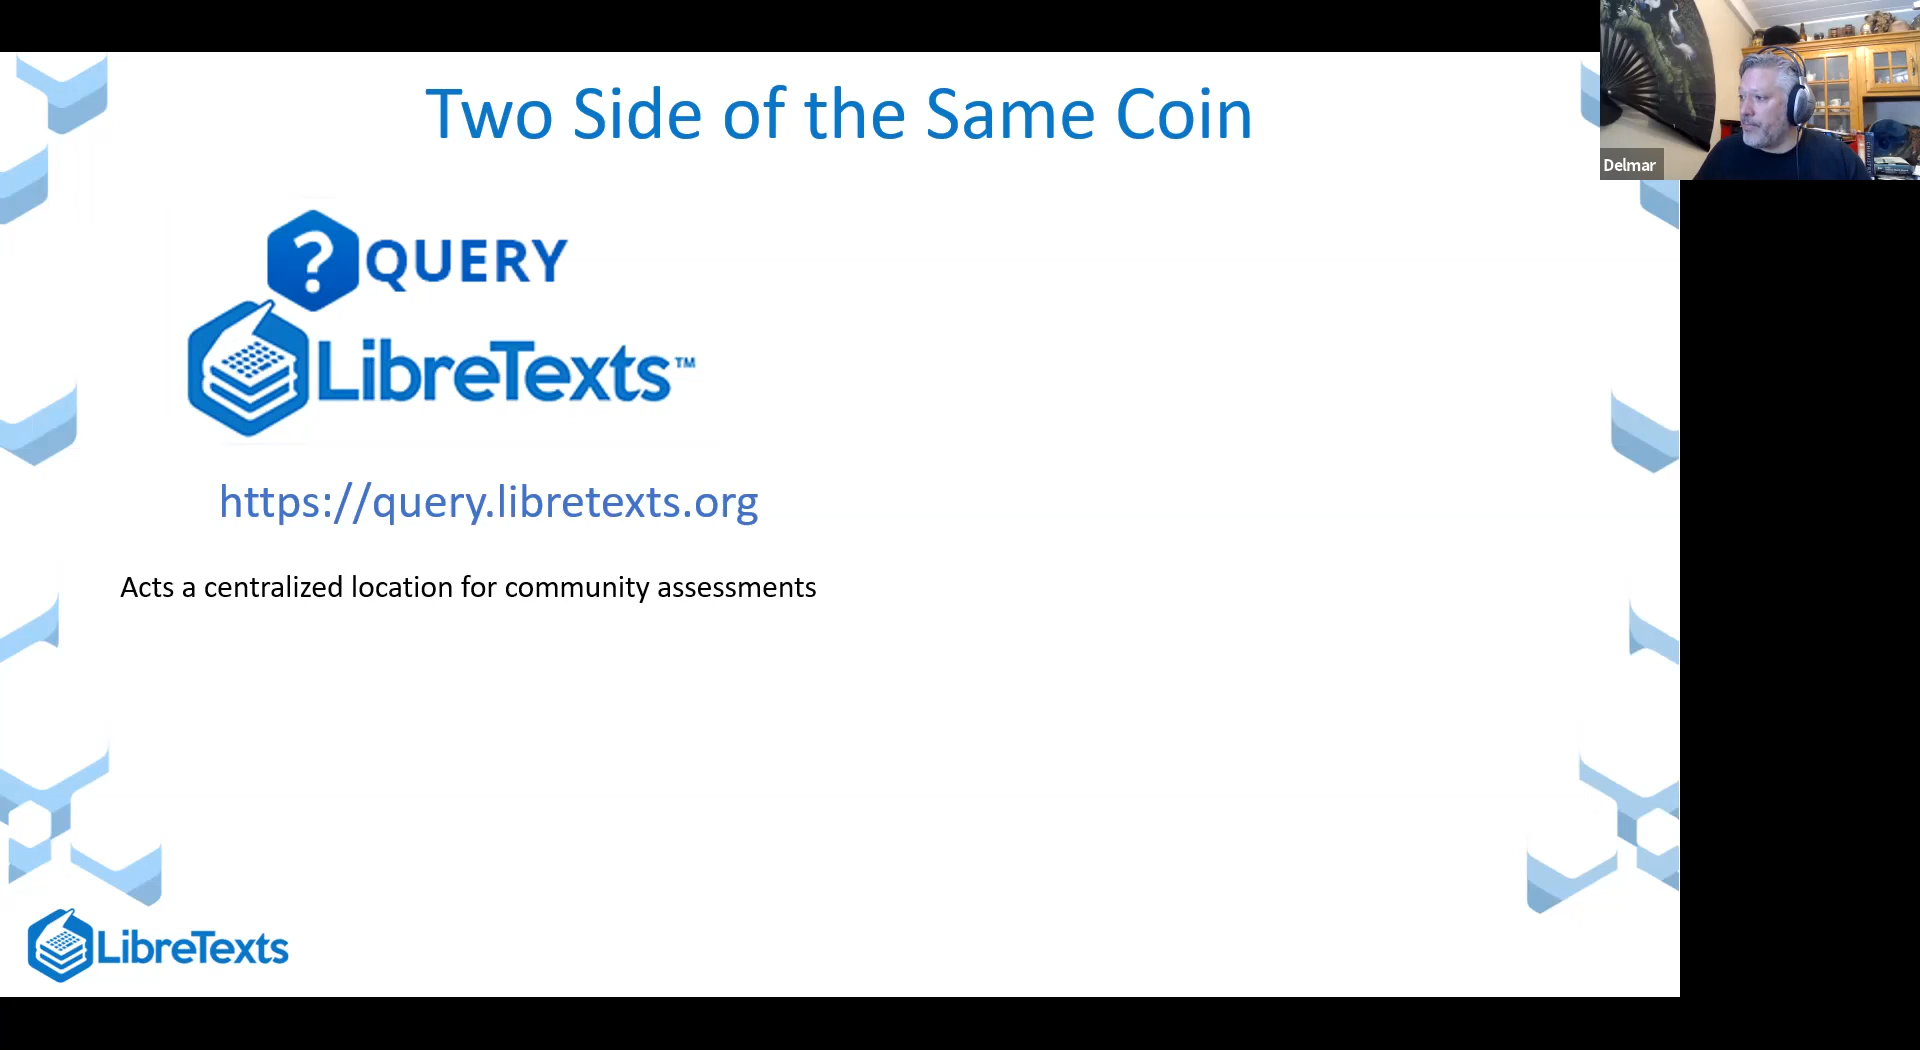 Two Side of the Same Coin
Delmar
? QUERY
LibreTexts™
https://query.libretexts.org
Acts a centralized location for community assessments
LibreTexts